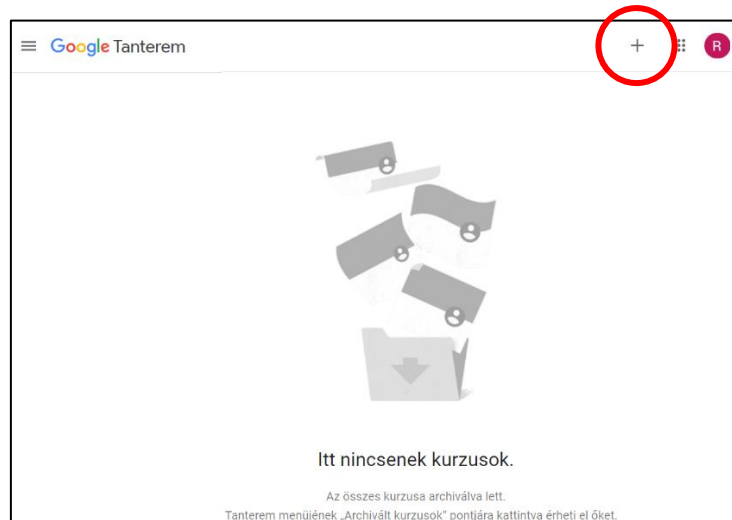 Google Tanterem
R
Itt nincsenek kurzusok.
Az összes kurzusa archiválva lett.
Tanterem menüjének „Archivált kurzusok" pontjára kattintva érheti el őket.